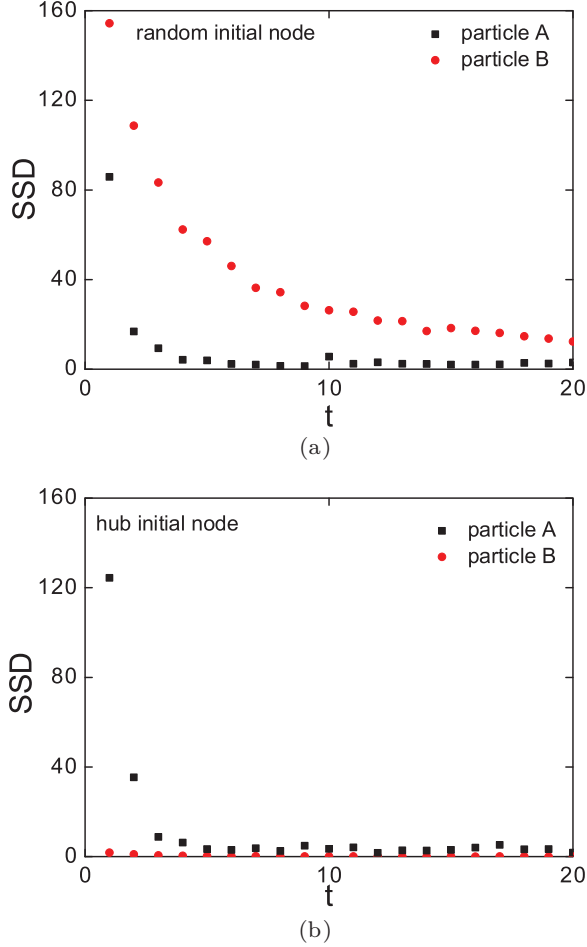 160
random initial node
particle A
particle B
120
SSD
80
40
0
0
10
20
t
(a)
160
hub initial node
particle A
particle B
120
SSD
80
40
0
0
10
20
t
(b)